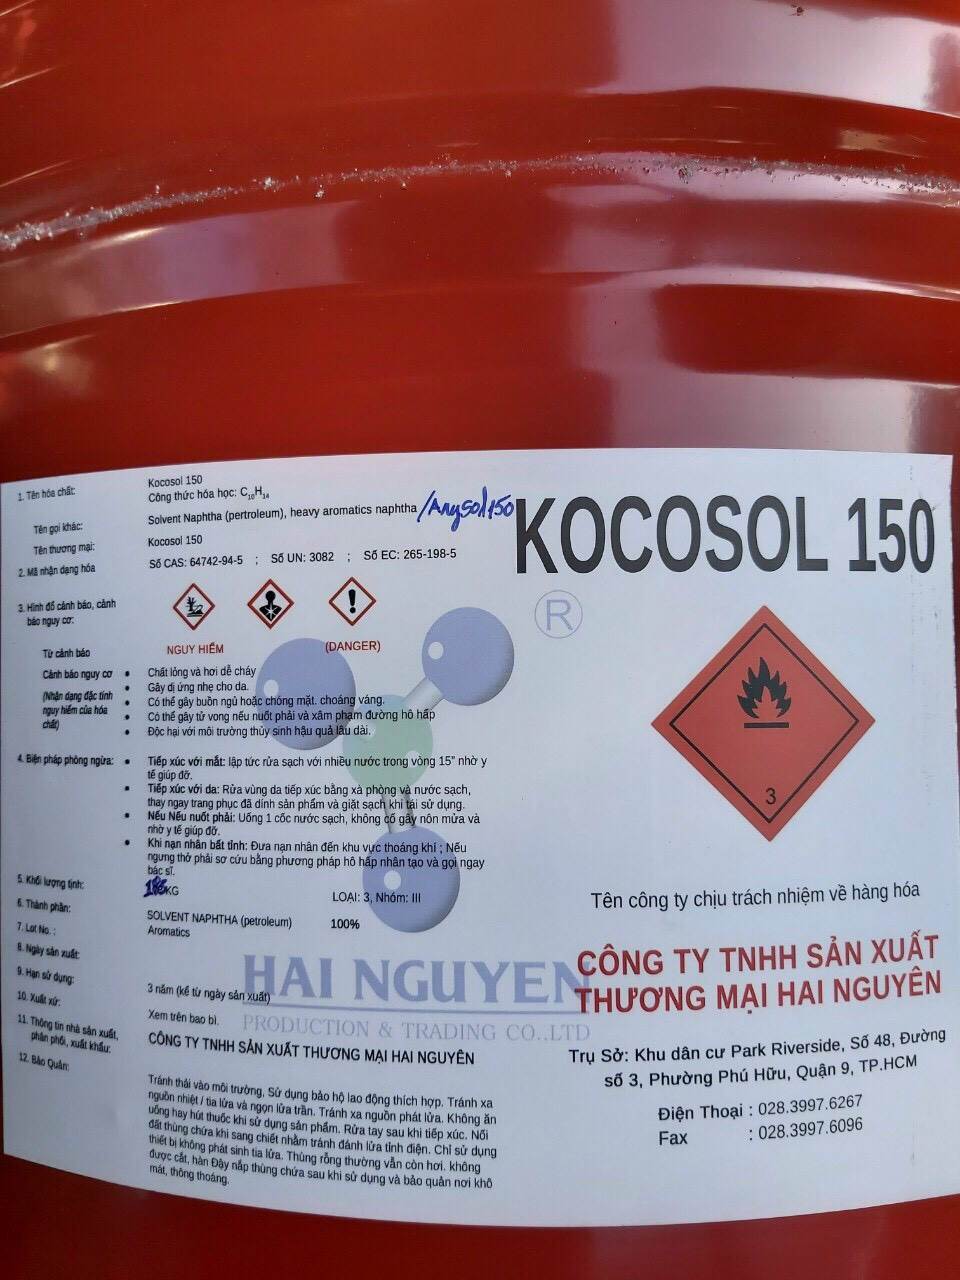 1. Tên hóa chất: Kocosol 150
Công thức hóa học: C₁₀H₁₄
Tên gọi khác: Solvent Naphtha (pertroleum), heavy aromatics naphtha /Anysol 150
Tên thương mại: Kocosol 150
2. Mã nhận dạng hóa Số CAS: 64742-94-5 ; Số UN: 3082 ; Số EC: 265-198-5
3. Hình đồ cảnh báo, cảnh
báo nguy cơ:
Từ cảnh báo NGUY HIỂM (DANGER)
Cảnh báo nguy cơ • Chất lỏng và hơi dễ cháy
(Nhận dạng đặc tính
nguy hiểm của hóa
chất)
• Gây dị ứng nhẹ cho da.
• Có thể gây buồn ngủ hoặc chóng mặt. choáng váng.
• Có thể gây tử vong nếu nuốt phải và xâm phạm đường hô hấp
• Độc hại với môi trường thủy sinh hậu quả lâu dài.
4. Biện pháp phòng ngừa: • Tiếp xúc với mắt: lập tức rửa sạch với nhiều nước trong vòng 15" nhờ y
tế giúp đỡ.
• Tiếp xúc với da: Rửa vùng da tiếp xúc bằng xà phòng và nước sạch,
thay ngay trang phục đã dính sản phẩm và giặt sạch khi tái sử dụng.
• Nếu Nếu nuốt phải: Uống 1 cốc nước sạch, không cố gây nôn mửa và
nhờ y tế giúp đỡ.
• Khi nạn nhân bất tỉnh: Đưa nạn nhân đến khu vực thoáng khí ; Nếu
ngưng thở phải sơ cứu bằng phương pháp hô hấp nhân tạo và gọi ngay
bác sĩ.
5. Khối lượng tịnh: KG LOẠI: 3, Nhóm: III
6. Thành phần: SOLVENT NAPHTHA (petroleum) 100%
Aromatics
7. Lot No. :
8. Ngày sản xuất:
9. Hạn sử dụng: 3 năm (kể từ ngày sản xuất)
10. Xuất xứ: Xem trên bao bì.
11. Thông tin nhà sản xuất,
phân phối, xuất khẩu: CÔNG TY TNHH SẢN XUẤT THƯƠNG MẠI HAI NGUYÊN
12. Bảo Quản: Tránh thải vào môi trường, Sử dụng bảo hộ lao động thích hợp. Tránh xa
nguồn nhiệt / tia lửa và ngọn lửa trần. Tránh xa nguồn phát lửa. Không ăn
uống hay hút thuốc khi sử dụng sản phẩm. Rửa tay sau khi tiếp xúc. Nối
đất thùng chứa khi sang chiết nhằm tránh đánh lửa tĩnh điện. Chỉ sử dụng
thiết bị không phát sinh tia lửa. Thùng rỗng thường vẫn còn hơi. không
được cắt, hàn Đậy nắp thùng chứa sau khi sử dụng và bảo quản nơi khô
mát, thông thoáng.
HAI NGUYEN
PRODUCTION & TRADING CO.,LTD
KOCOSOL 150
®
3
Tên công ty chịu trách nhiệm về hàng hóa
CÔNG TY TNHH SẢN XUẤT
THƯƠNG MẠI HAI NGUYÊN
Trụ Sở: Khu dân cư Park Riverside, Số 48, Đường
số 3, Phường Phú Hữu, Quận 9, TP.HCM
Điện Thoại : 028.3997.6267
Fax : 028.3997.6096